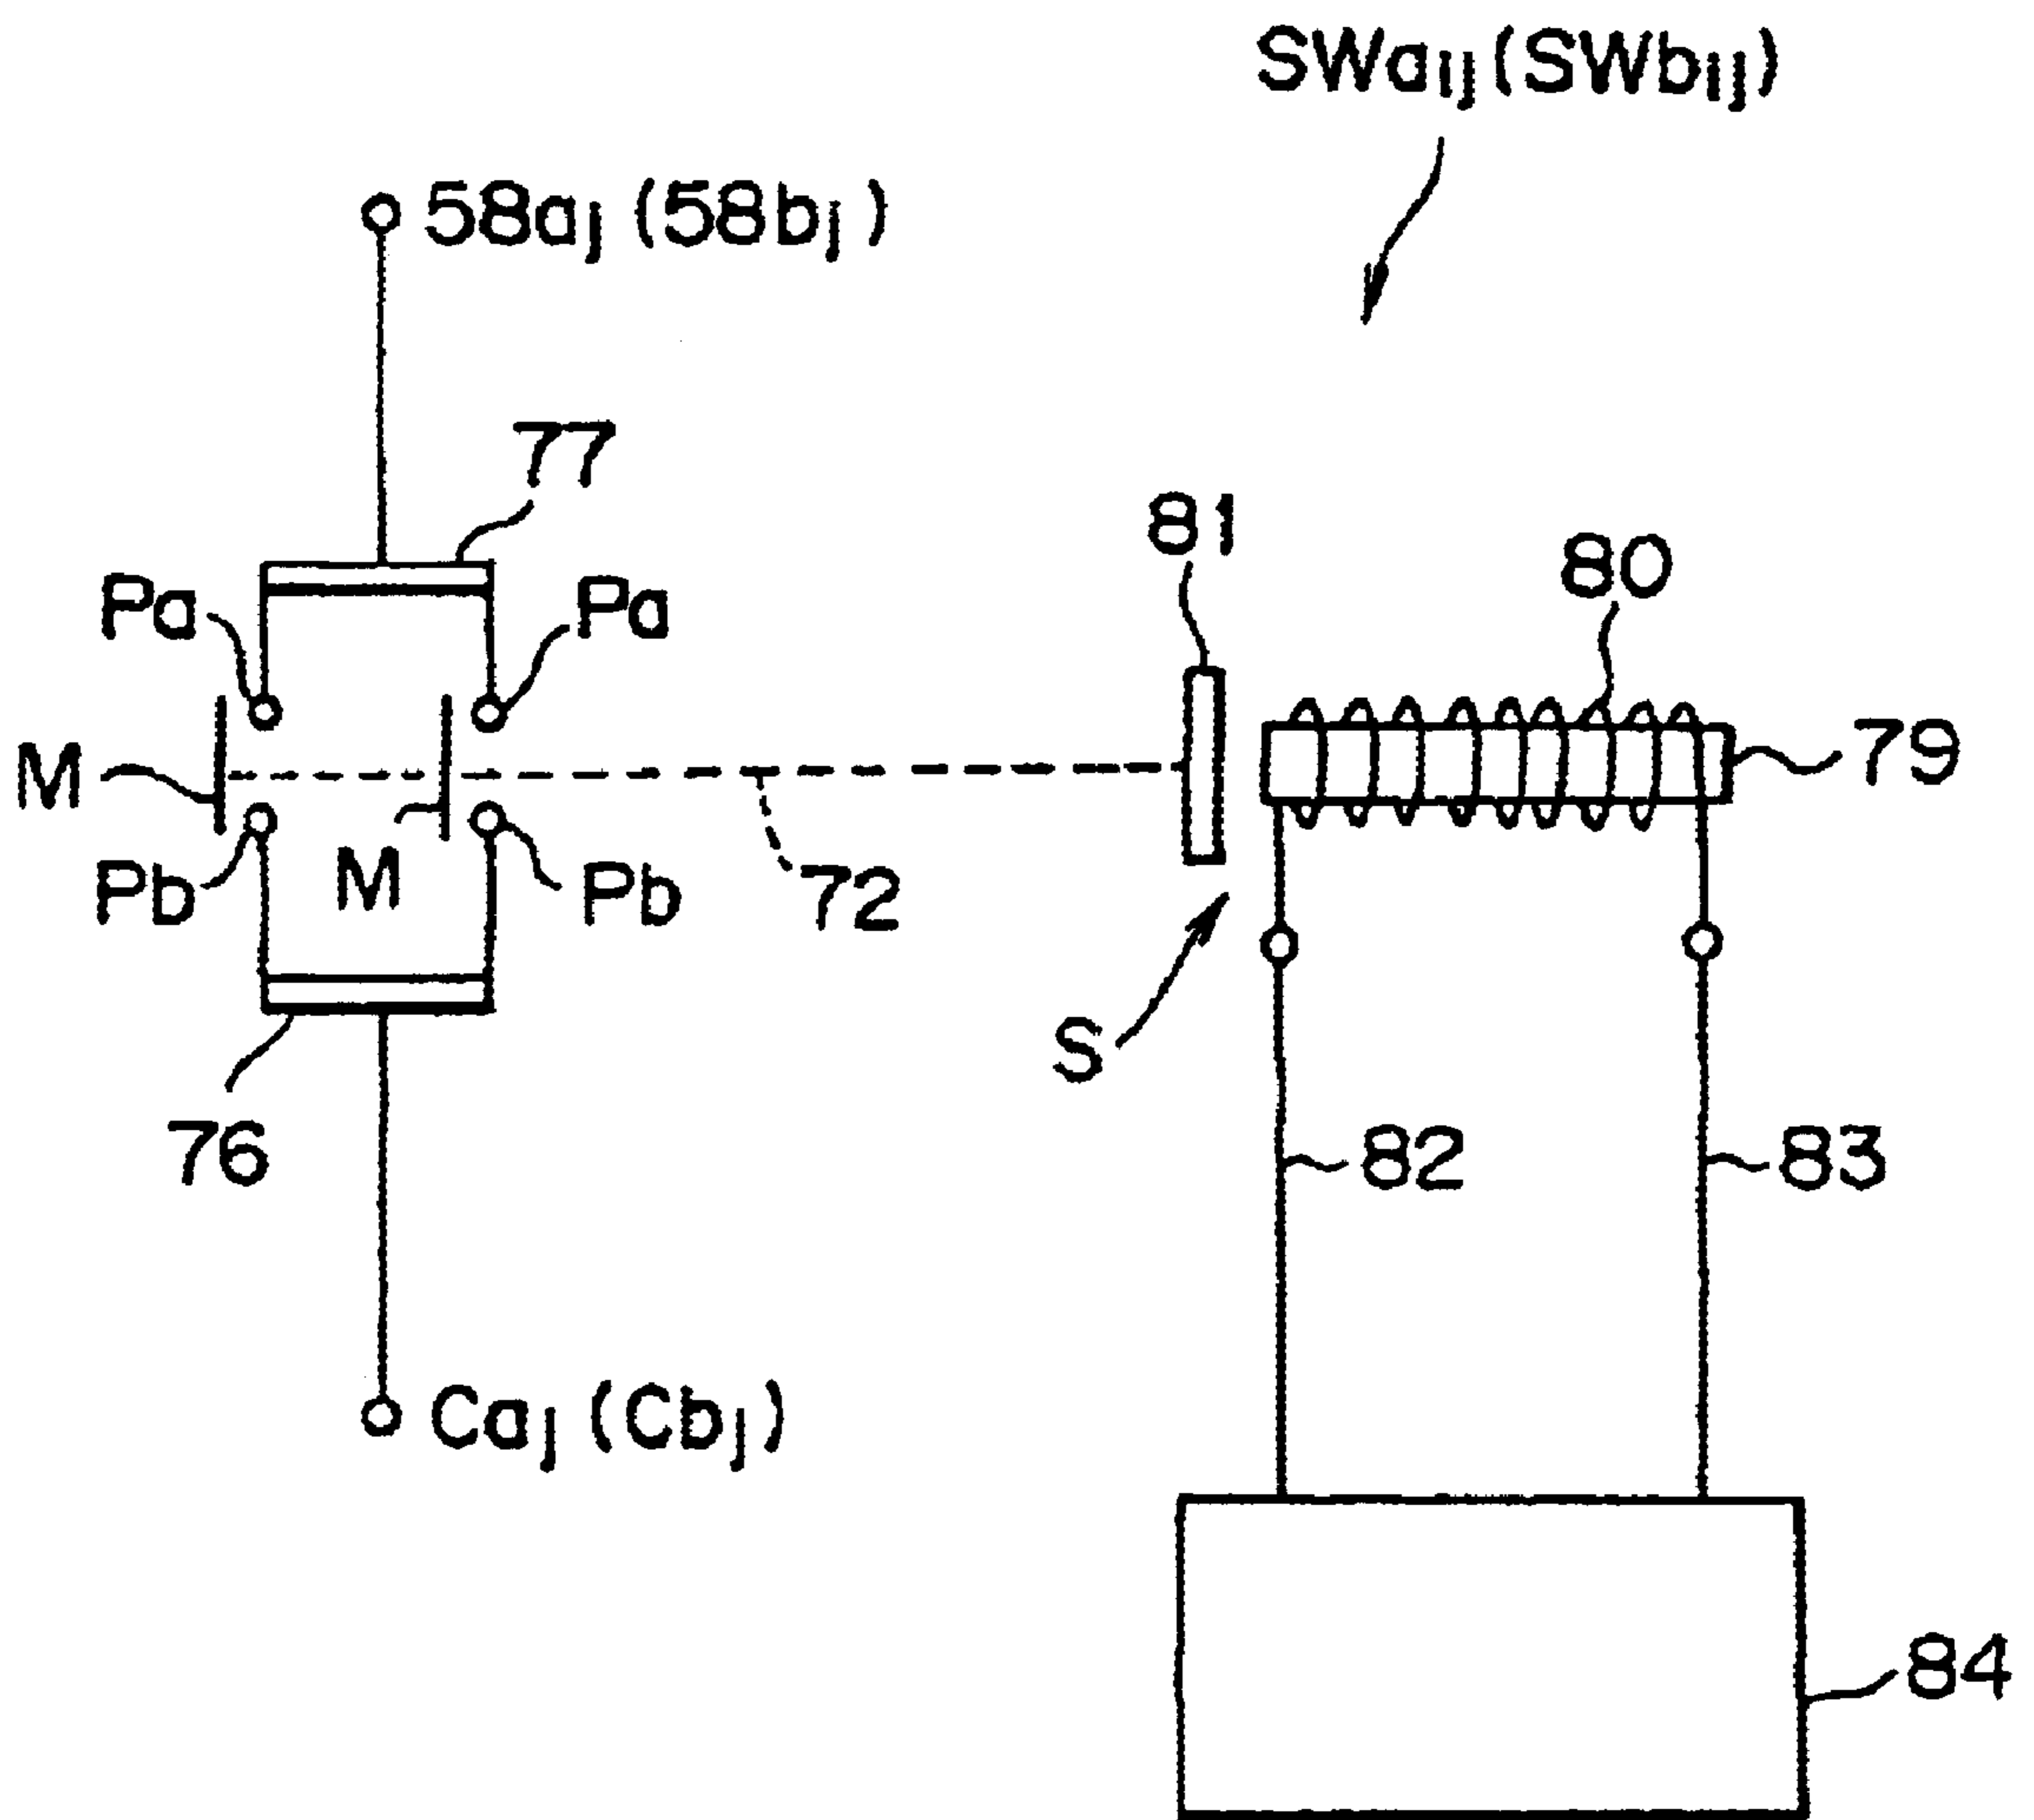 SWaij(SWbij)
58aj (58bj)
77
81
80
Pa
Pa
79
M
Pb
M
Pb
72
S
76
82
83
Caj (Cbj)
84